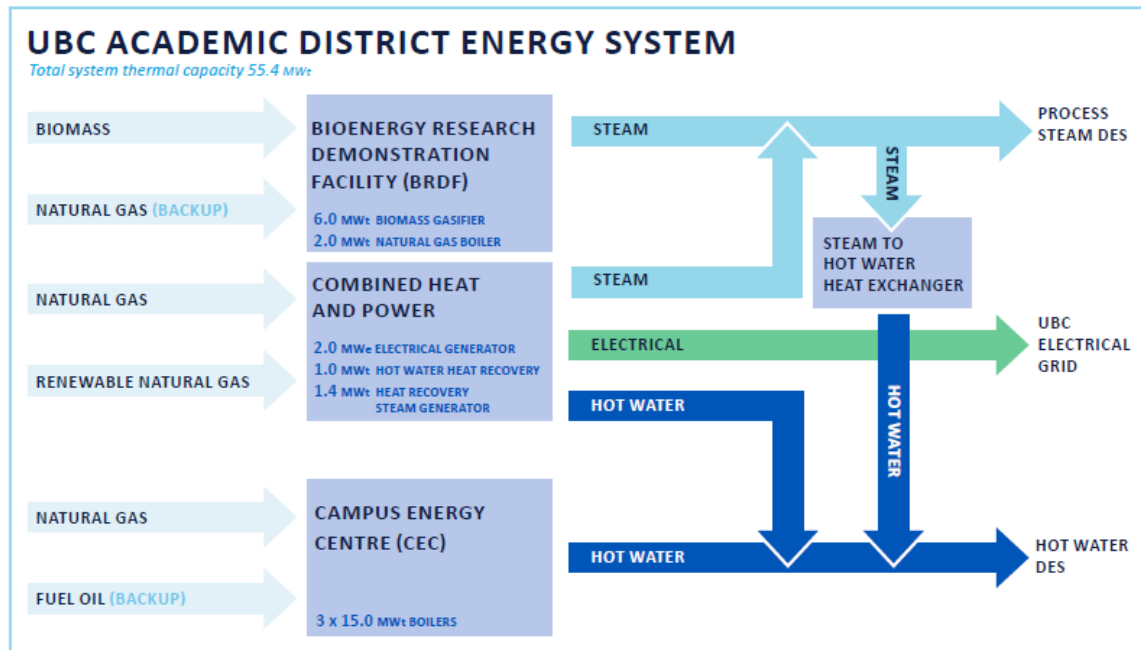 UBC ACADEMIC DISTRICT ENERGY SYSTEM
Total system thermal capacity 55.4 MWt
BIOMASS
NATURAL GAS (BACKUP)
BIOENERGY RESEARCH
DEMONSTRATION
FACILITY (BRDF)
6.0 MWt BIOMASS GASIFIER
2.0 MWt NATURAL GAS BOILER
STEAM
STEAM
PROCESS
STEAM DES
STEAM TO
HOT WATER
HEAT EXCHANGER
NATURAL GAS
RENEWABLE NATURAL GAS
COMBINED HEAT
AND POWER
2.0 MWe ELECTRICAL GENERATOR
1.0 MWt HOT WATER HEAT RECOVERY
1.4 MWt HEAT RECOVERY
STEAM GENERATOR
STEAM
ELECTRICAL
UBC
ELECTRICAL
GRID
HOT WATER
HOT WATER
NATURAL GAS
FUEL OIL (BACKUP)
CAMPUS ENERGY
CENTRE (CEC)
3 x 15.0 MWt BOILERS
HOT WATER
HOT WATER
DES